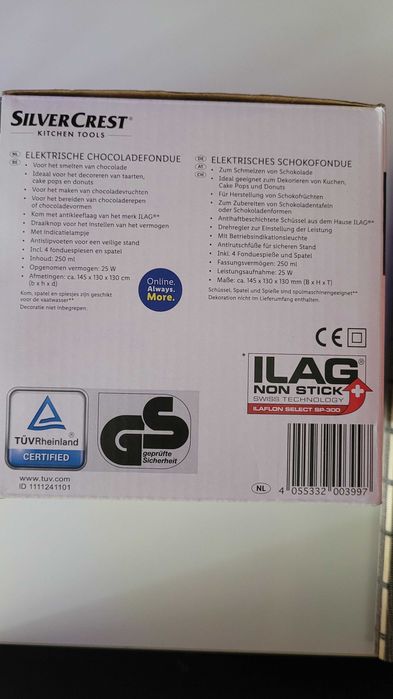 SILVERCREST®
KITCHEN TOOLS
NL BE ELEKTRISCHE CHOCOLADEFONDUE
• Voor het smelten van chocolade
• Ideaal voor het decoreren van taarten,
cake pops en donuts
• Voor het maken van chocoladevruchten
• Voor het bereiden van chocoladerepen
of chocoladevormen
• Kom met antikleeflaag van het merk ILAG®*
• Draaiknop voor het instellen van het vermogen
• Met indicatielampje
• Antislipvoeten voor een veilige stand
• Incl. 4 fonduespiesen en spatel
• Inhoud: 250 ml
• Opgenomen vermogen: 25 W
• Afmetingen: ca. 145 x 130 x 130 cm
(b x h x d)
Kom, spatel en spiesjes zijn geschikt
voor de vaatwasser**
Decoratie niet inbegrepen.
Online.
Always.
More.
DE AT CH ELEKTRISCHES SCHOKOFONDUE
• Zum Schmelzen von Schokolade
• Ideal geeignet zum Dekorieren von Kuchen,
Cake Pops und Donuts
• Für Herstellung von Schokofrüchten
• Zum Zubereiten von Schokoladentafeln
oder Schokoladenformen
• Antihaftbeschichtete Schüssel aus dem Hause ILAG®*
• Drehregler zur Einstellung der Leistung
• Mit Betriebsindikationsleuchte
• Antirutschfüße für sicheren Stand
• Inkl. 4 Fonduespieße und Spatel
• Fassungsvermögen: 250 ml
• Leistungsaufnahme: 25 W
• Maße: ca. 145 x 130 x 130 mm (B x H x T)
Schüssel, Spatel und Spieße sind spülmaschinengeeignet**
Dekoration nicht im Lieferumfang enthalten.
CE
* ILAG®
NON STICK
SWISS TECHNOLOGY
ILAFLON SELECT SP-300
TÜVRheinland
CERTIFIED
GS
geprüfte
Sicherheit
www.tuv.com
ID 1111241101
NL 4 055332 003997